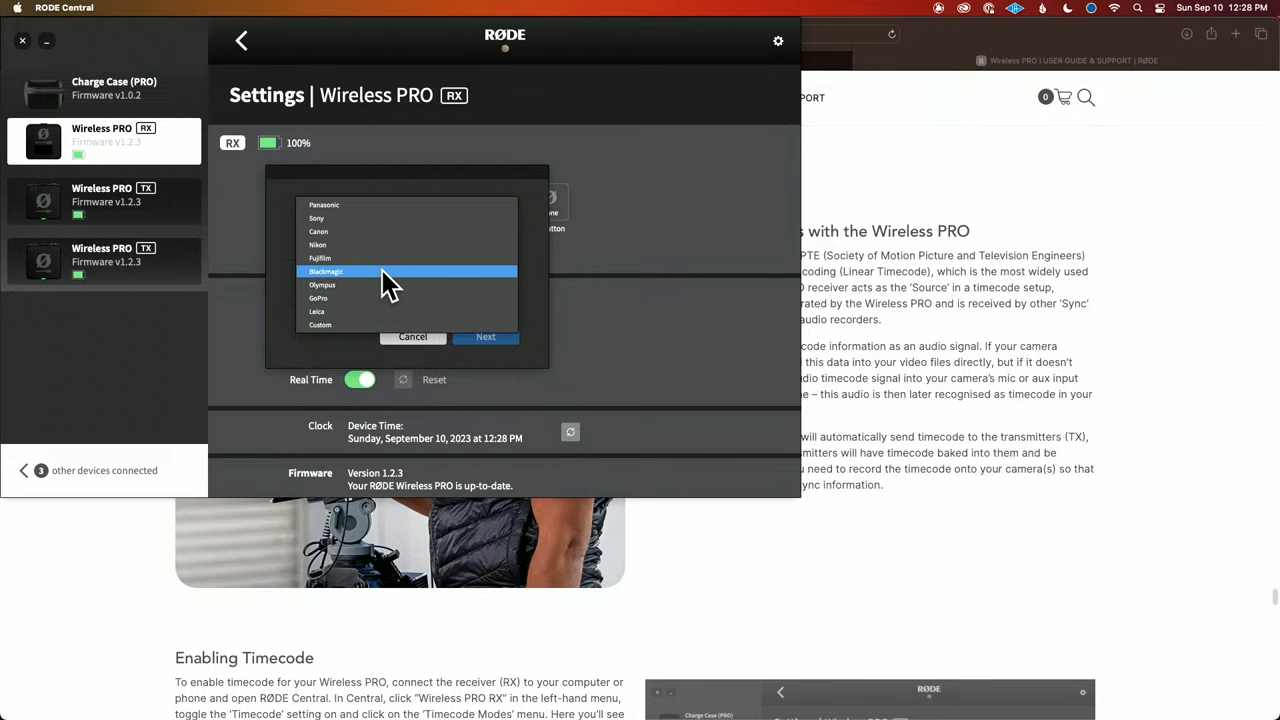 RODE Central
Sun Sep 10 12:28 PM
RØDE
Wireless PRO | USER GUIDE & SUPPORT | RØDE
Charge Case (PRO)
Firmware v1.0.2
Wireless PRO RX
Firmware v1.2.3
Wireless PRO TX
Firmware v1.2.3
Wireless PRO TX
Firmware v1.2.3
3 other devices connected
Settings | Wireless PRO RX
RX 100%
Panasonic
Sony
Canon
Nikon
Fujifilm
Blackmagic
Olympus
GoPro
Leica
Custom
Cancel Next
Real Time Reset
Clock Device Time:
Sunday, September 10, 2023 at 12:28 PM
Firmware Version 1.2.3
Your RØDE Wireless PRO is up-to-date.
PORT
0
s with the Wireless PRO
PTE (Society of Motion Picture and Television Engineers)
coding (Linear Timecode), which is the most widely used
O receiver acts as the 'Source' in a timecode setup,
rated by the Wireless PRO and is received by other 'Sync'
audio recorders.
code information as an audio signal. If your camera
this data into your video files directly, but if it doesn't
dio timecode signal into your camera's mic or aux input
ne – this audio is then later recognised as timecode in your
will automatically send timecode to the transmitters (TX),
smitters will have timecode baked into them and be
u need to record the timecode onto your camera(s) so that
ync information.
Enabling Timecode
To enable timecode for your Wireless PRO, connect the receiver (RX) to your computer or
phone and open RØDE Central. In Central, click "Wireless PRO RX" in the left-hand menu,
toggle the 'Timecode' setting on and click on the 'Timecode Modes' menu. Here you'll see
RØDE
Charge Case (PRO)